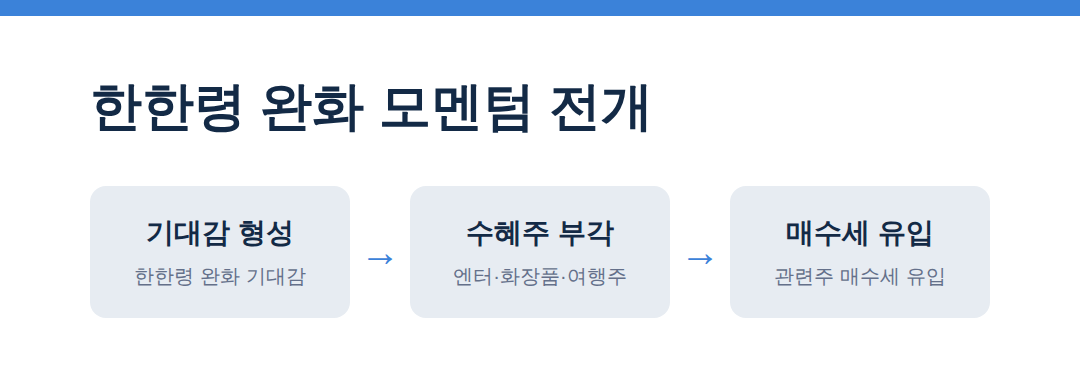 한한령 완화 모멘텀 전개
기대감 형성
한한령 완화 기대감
→
수혜주 부각
엔터·화장품·여행주
→
매수세 유입
관련주 매수세 유입